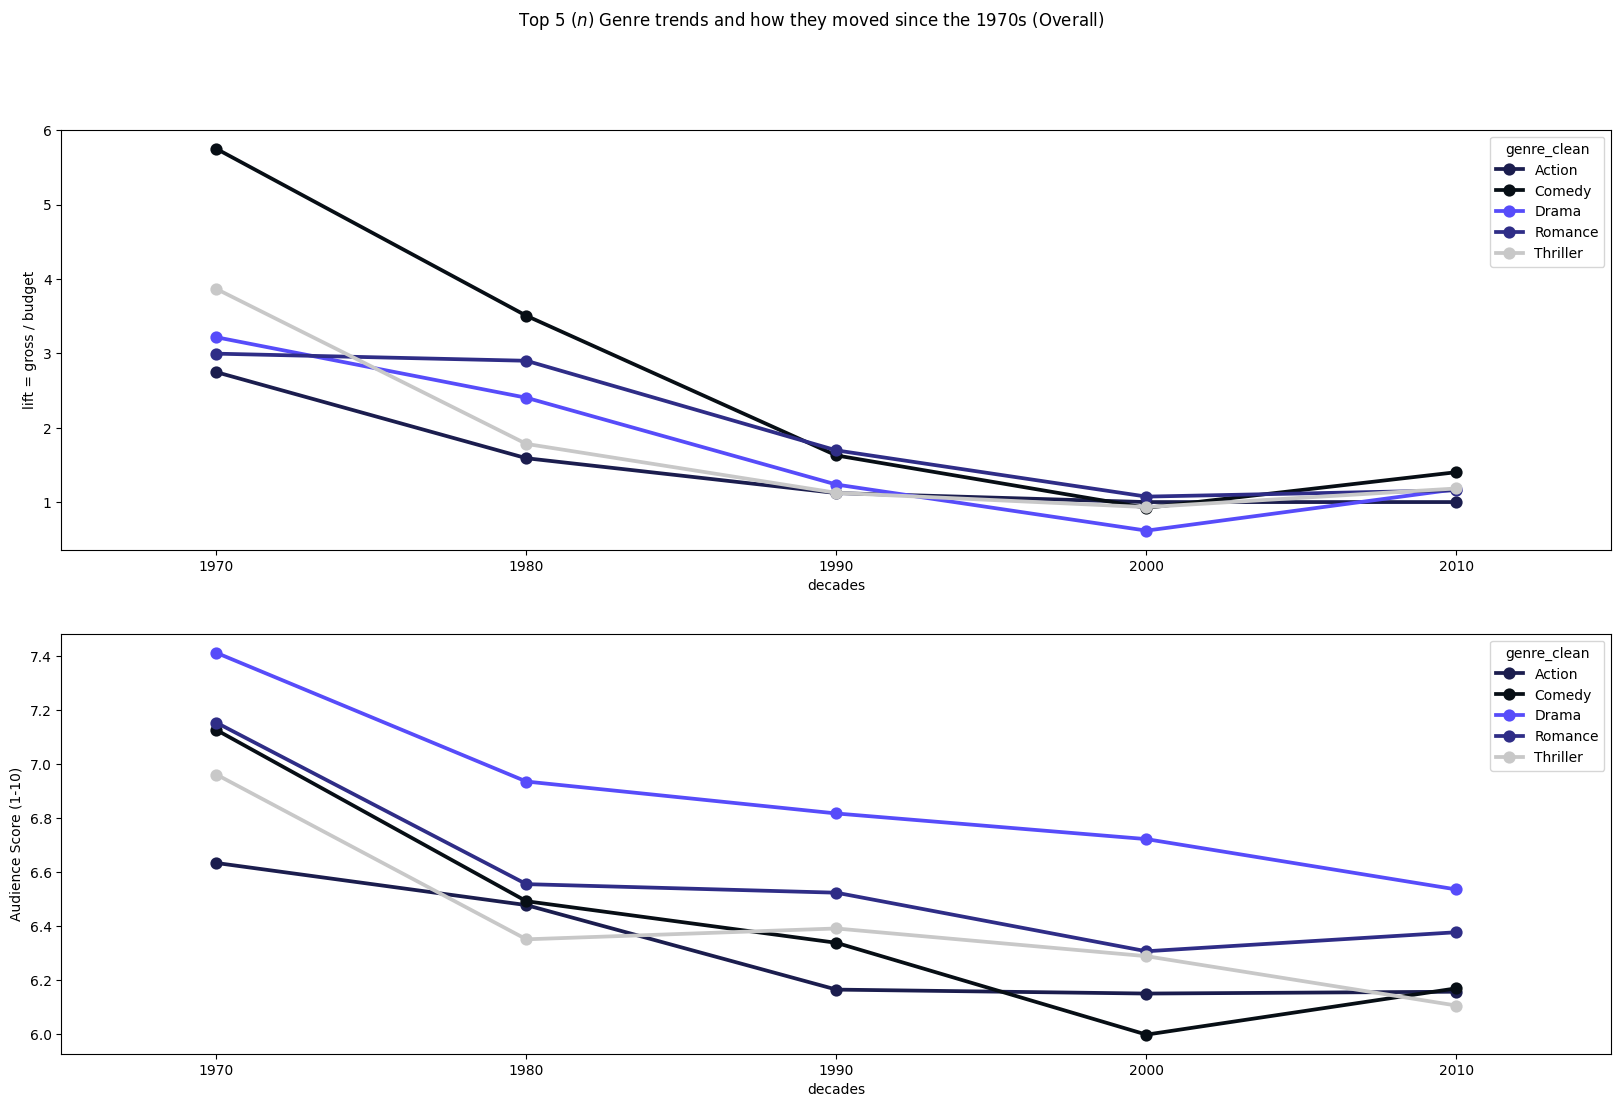 Top 5 (n) Genre trends and how they moved since the 1970s (Overall)
6
5
4
3
2
1
lift = gross / budget
genre_clean
Action
Comedy
Drama
Romance
Thriller
1970 1980 1990 2000 2010
decades
7.4
7.2
7.0
6.8
6.6
6.4
6.2
6.0
Audience Score (1-10)
genre_clean
Action
Comedy
Drama
Romance
Thriller
1970 1980 1990 2000 2010
decades